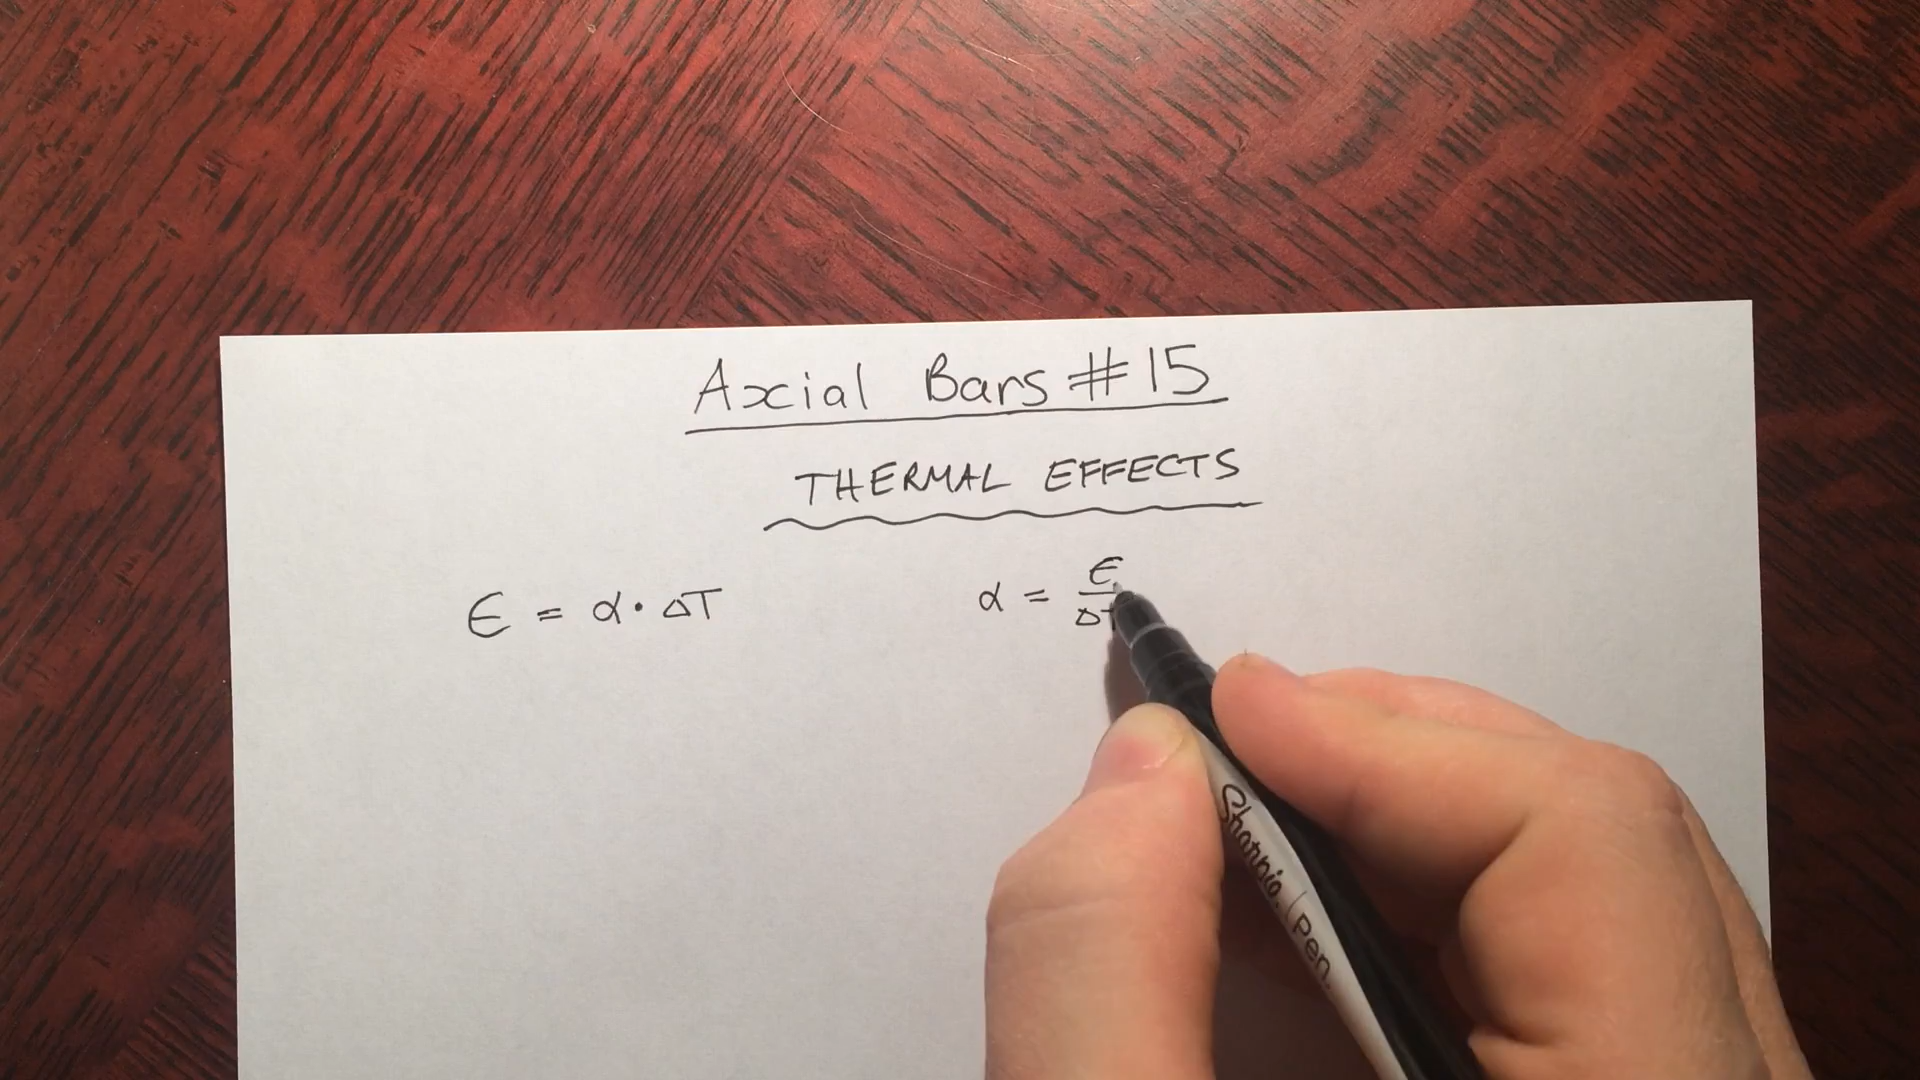 Axial Bars #15
THERMAL EFFECTS
ϵ = α · ΔT
α = ϵ / ΔT
Sharpie. | Pen.